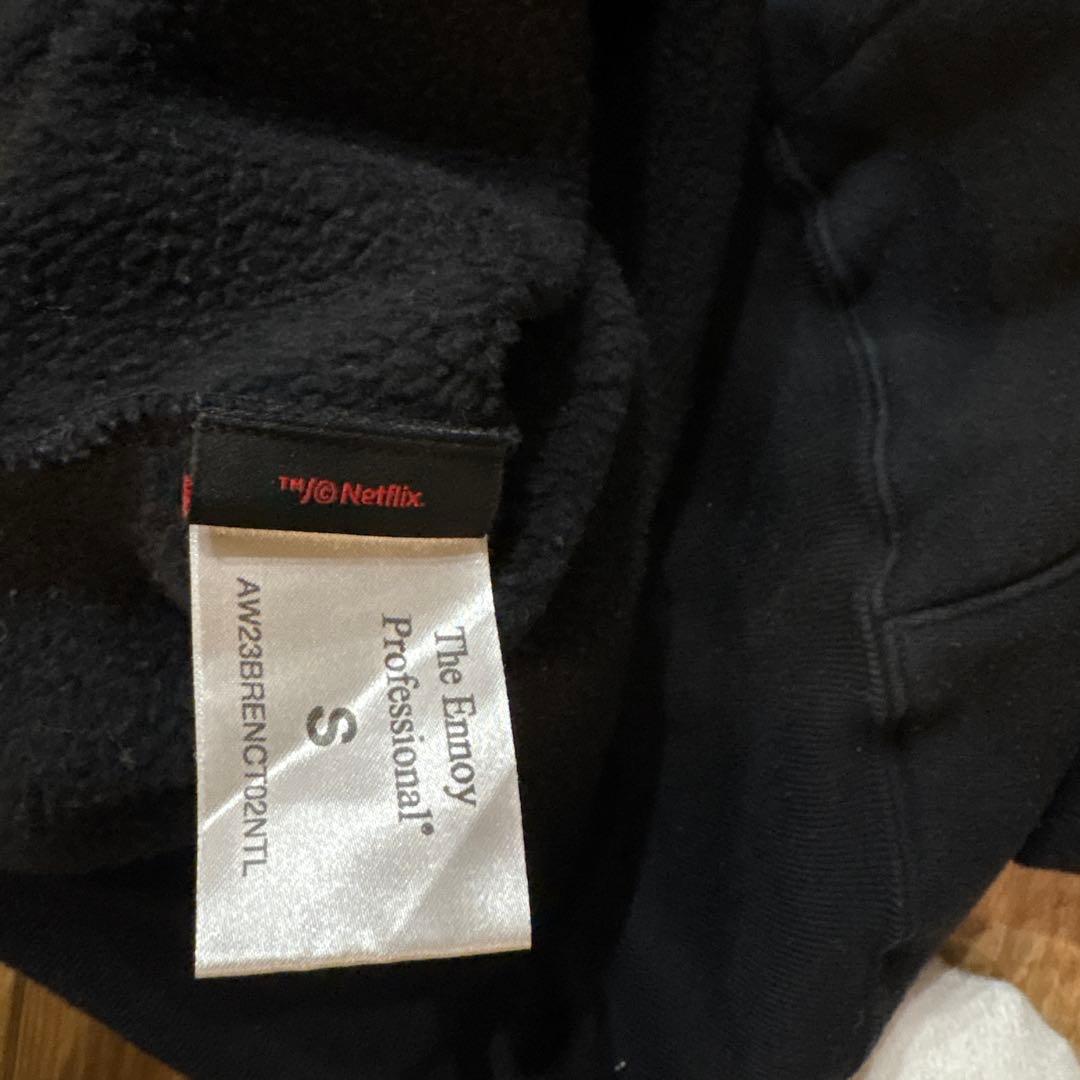 ™/© Netflix.
The Ennoy
Professional®
S
AW23BRENCT02NTL